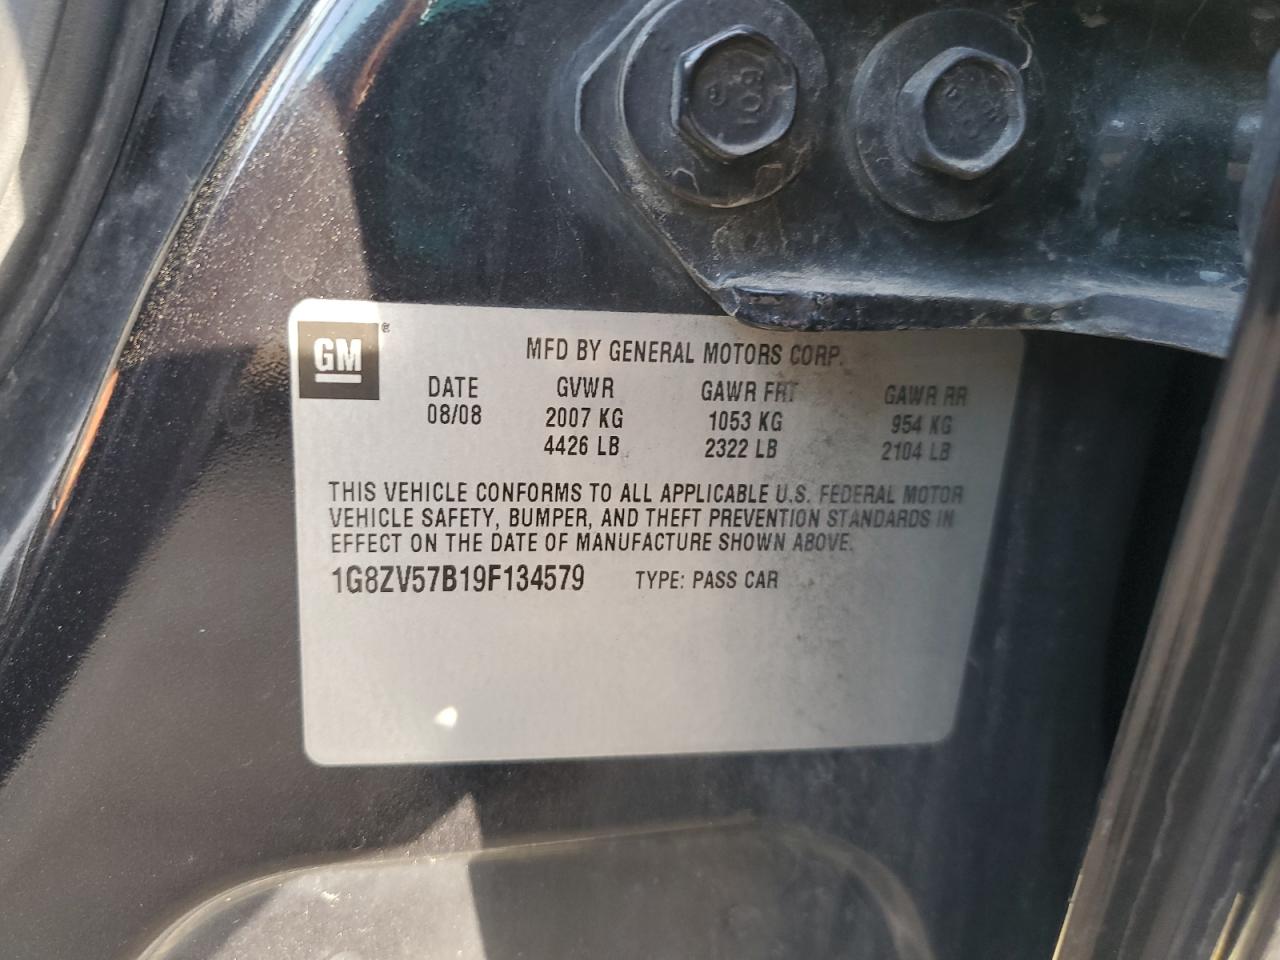 GM ®
MFD BY GENERAL MOTORS CORP.
DATE GVWR GAWR FRT GAWR RR
08/08 2007 KG 1053 KG 954 KG
4426 LB 2322 LB 2104 LB
THIS VEHICLE CONFORMS TO ALL APPLICABLE U.S. FEDERAL MOTOR
VEHICLE SAFETY, BUMPER, AND THEFT PREVENTION STANDARDS IN
EFFECT ON THE DATE OF MANUFACTURE SHOWN ABOVE.
1G8ZV57B19F134579 TYPE: PASS CAR